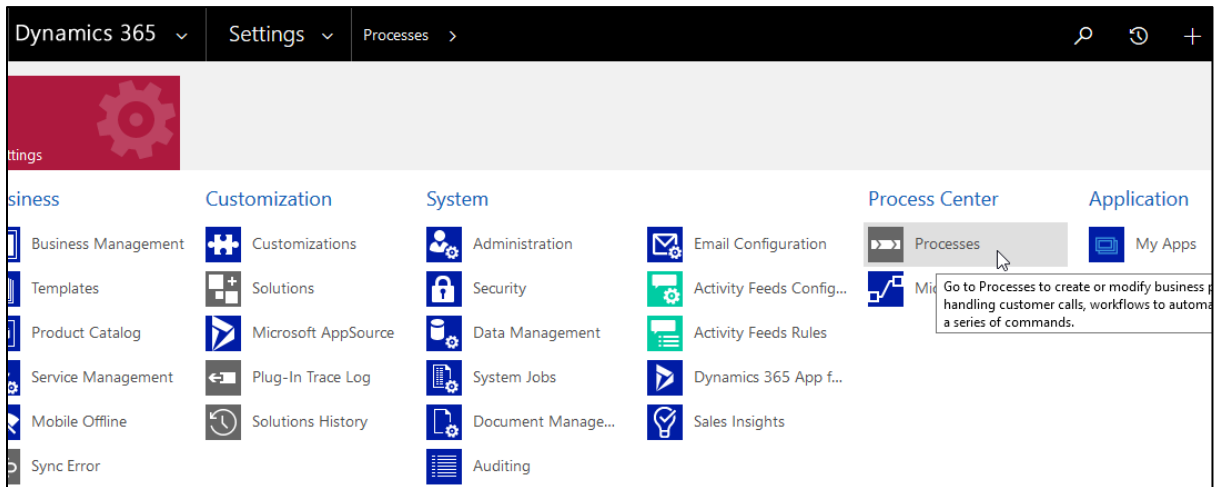 Dynamics 365 Settings Processes >
ttings
siness
Business Management
Templates
Product Catalog
Service Management
Mobile Offline
Sync Error
Customization
Customizations
Solutions
Microsoft AppSource
Plug-In Trace Log
Solutions History
System
Administration
Security
Data Management
System Jobs
Document Manage...
Auditing
Email Configuration
Activity Feeds Config...
Activity Feeds Rules
Dynamics 365 App f...
Sales Insights
Process Center
Processes
Mic
Go to Processes to create or modify business p
handling customer calls, workflows to automa
a series of commands.
Application
My Apps